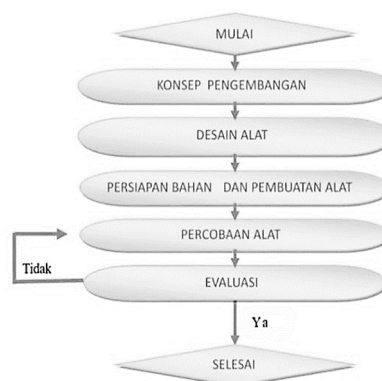 MULAI
KONSEP PENGEMBANGAN
DESAIN ALAT
PERSIAPAN BAHAN DAN PEMBUATAN ALAT
PERCOBAAN ALAT
Tidak
EVALUASI
Ya
SELESAI